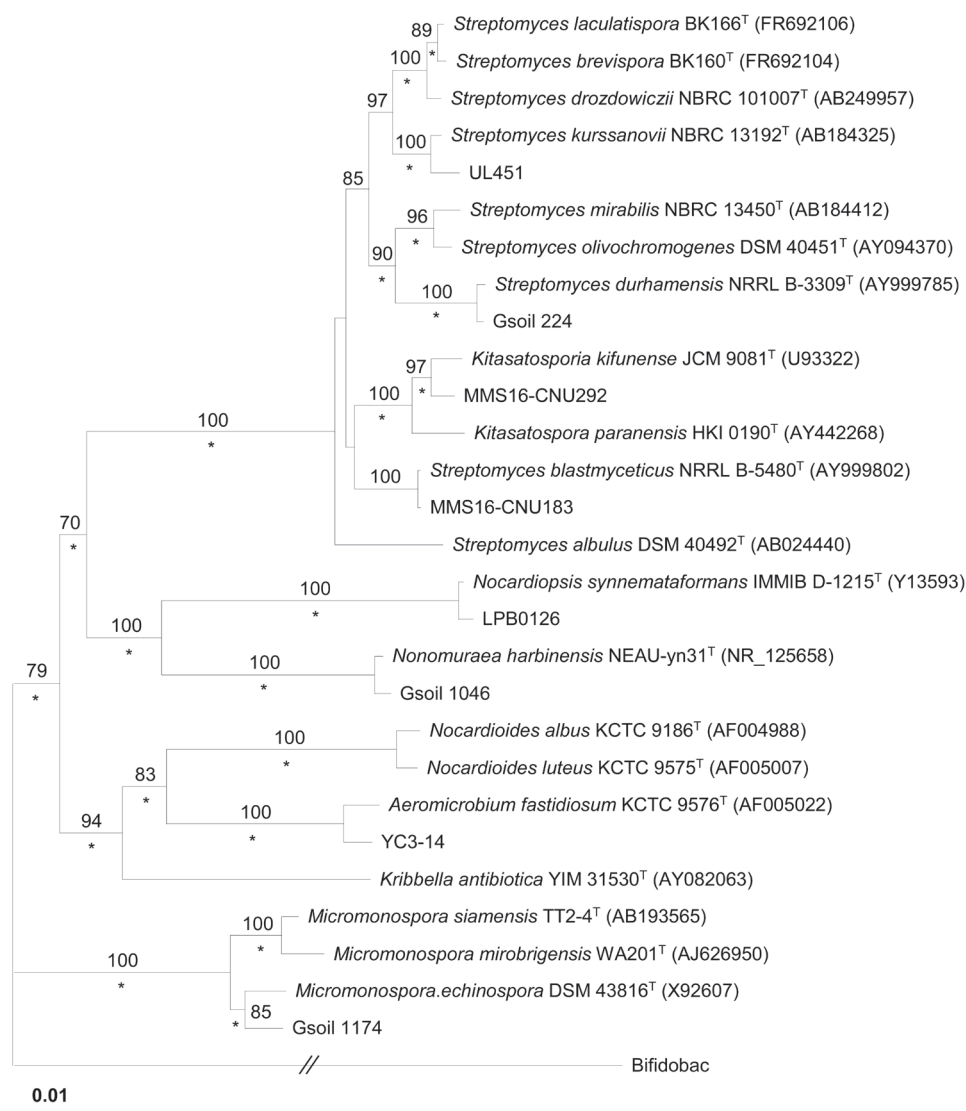 89
Streptomyces laculatispora BK166ᵀ (FR692106)
*
100
Streptomyces brevispora BK160ᵀ (FR692104)
*
97
Streptomyces drozdowiczii NBRC 101007ᵀ (AB249957)
100
Streptomyces kurssanovii NBRC 13192ᵀ (AB184325)
*
UL451
85
96
Streptomyces mirabilis NBRC 13450ᵀ (AB184412)
*
90
Streptomyces olivochromogenes DSM 40451ᵀ (AY094370)
*
100
Streptomyces durhamensis NRRL B-3309ᵀ (AY999785)
*
Gsoil 224
97
Kitasatosporia kifunense JCM 9081ᵀ (U93322)
*
100
MMS16-CNU292
*
100
*
Kitasatospora paranensis HKI 0190ᵀ (AY442268)
100
Streptomyces blastmyceticus NRRL B-5480ᵀ (AY999802)
MMS16-CNU183
70
*
Streptomyces albulus DSM 40492ᵀ (AB024440)
100
Nocardiopsis synnemataformans IMMIB D-1215ᵀ (Y13593)
*
LPB0126
100
*
100
Nonomuraea harbinensis NEAU-yn31ᵀ (NR_125658)
*
Gsoil 1046
79
*
100
Nocardioides albus KCTC 9186ᵀ (AF004988)
*
Nocardioides luteus KCTC 9575ᵀ (AF005007)
83
*
100
Aeromicrobium fastidiosum KCTC 9576ᵀ (AF005022)
*
YC3-14
94
*
Kribbella antibiotica YIM 31530ᵀ (AY082063)
100
Micromonospora siamensis TT2-4ᵀ (AB193565)
*
Micromonospora mirobrigensis WA201ᵀ (AJ626950)
100
*
Micromonospora.echinospora DSM 43816ᵀ (X92607)
85
*
Gsoil 1174
Bifidobac
0.01